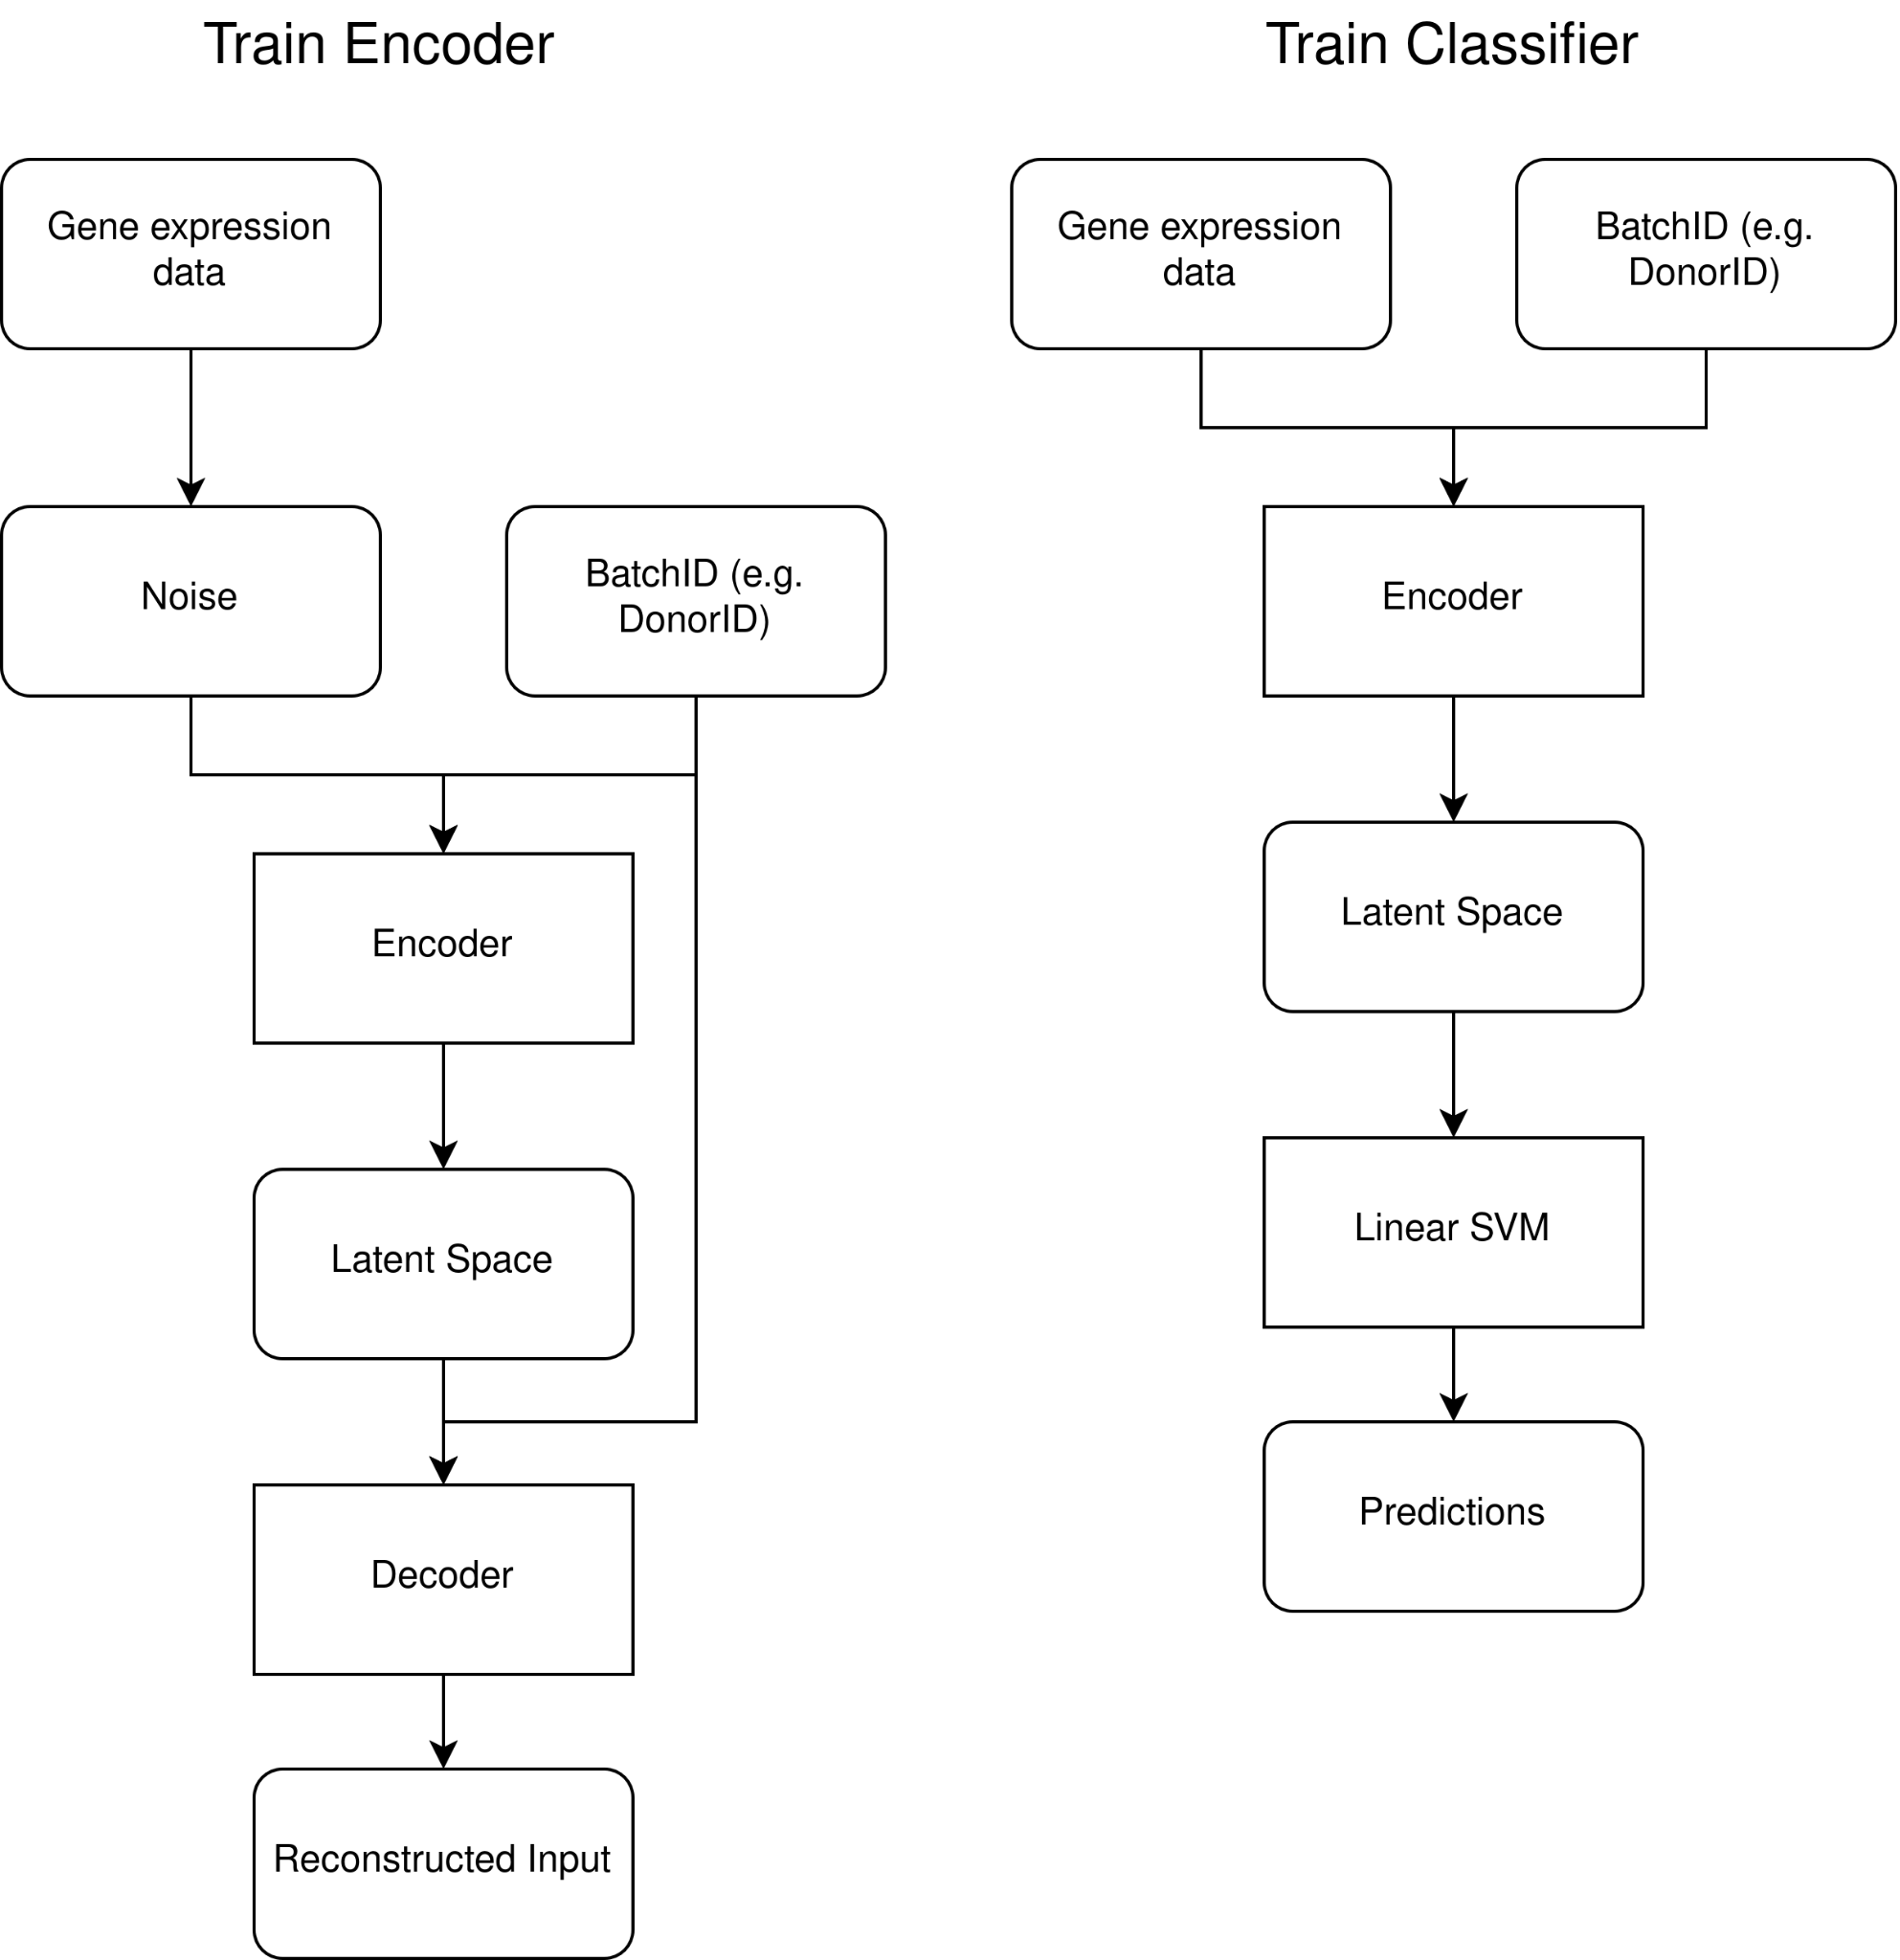 Train Encoder
Gene expression
data
Noise
BatchID (e.g.
DonorID)
Encoder
Latent Space
Decoder
Reconstructed Input
Train Classifier
Gene expression
data
BatchID (e.g.
DonorID)
Encoder
Latent Space
Linear SVM
Predictions